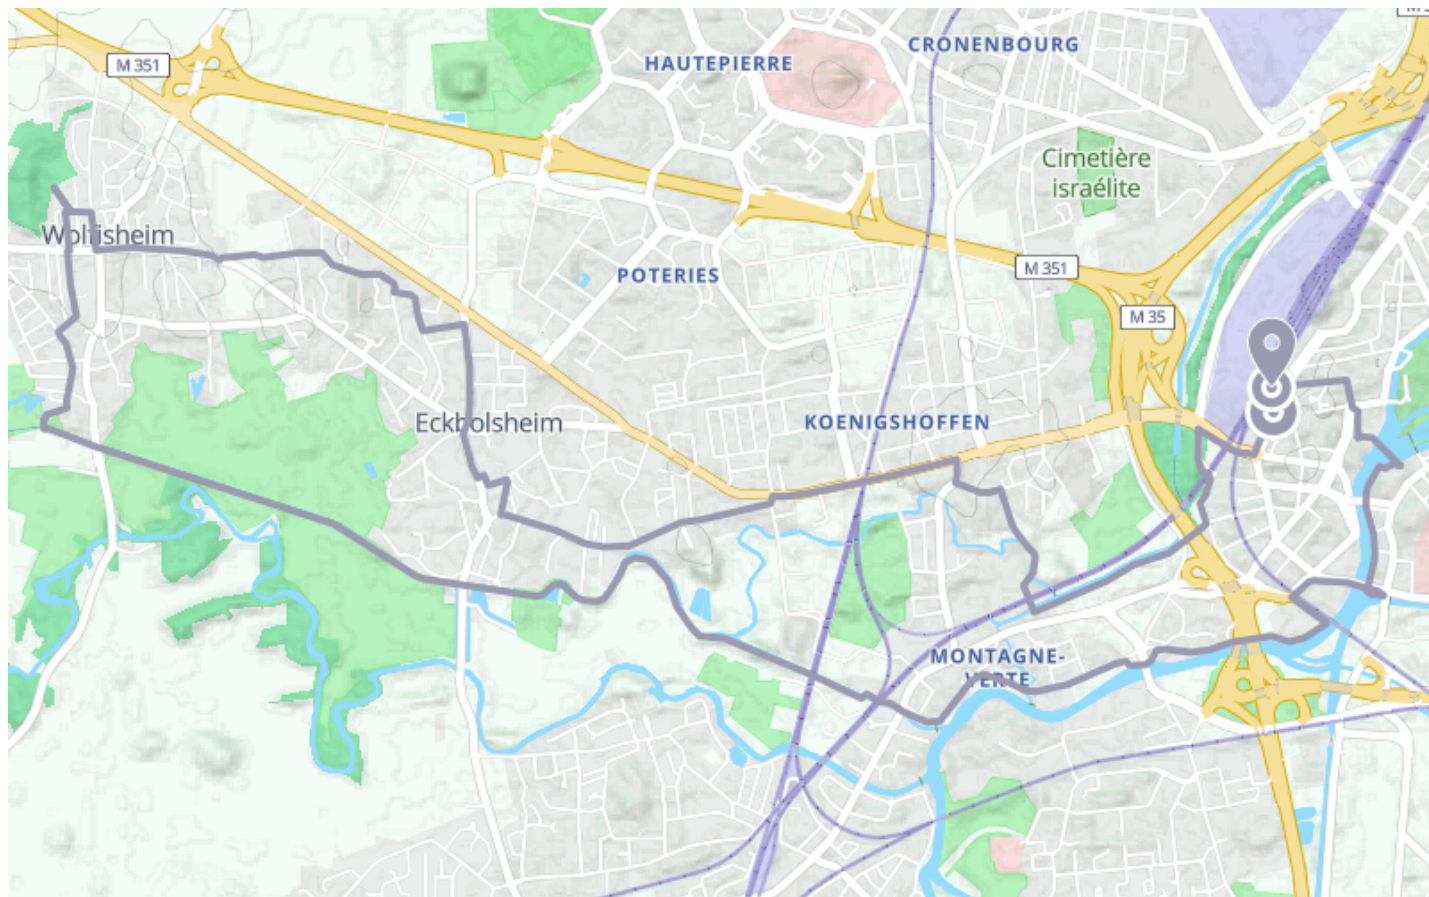 CRONENBOURG
HAUTEPIERRE
M 351
Cimetière
israélite
Wolfisheim
M 351
POTERIES
M 35
Eckbolsheim
KOENIGSHOFFEN
MONTAGNE-
VERTE